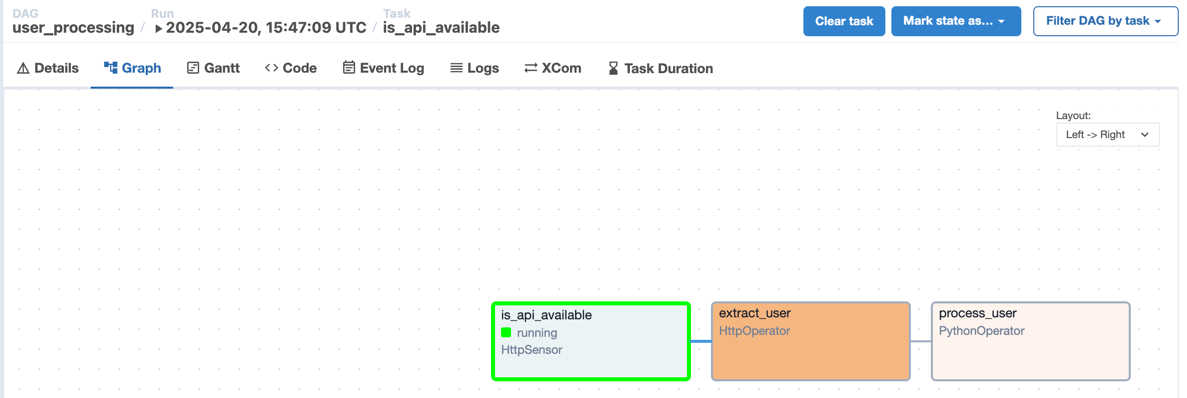 DAG
user_processing
/
Run
2025-04-20, 15:47:09 UTC
/
Task
is_api_available
Clear task
Mark state as...
Filter DAG by task
Details
Graph
Gantt
<> Code
Event Log
Logs
XCom
Task Duration
Layout:
Left -> Right
is_api_available
running
HttpSensor
extract_user
HttpOperator
process_user
PythonOperator